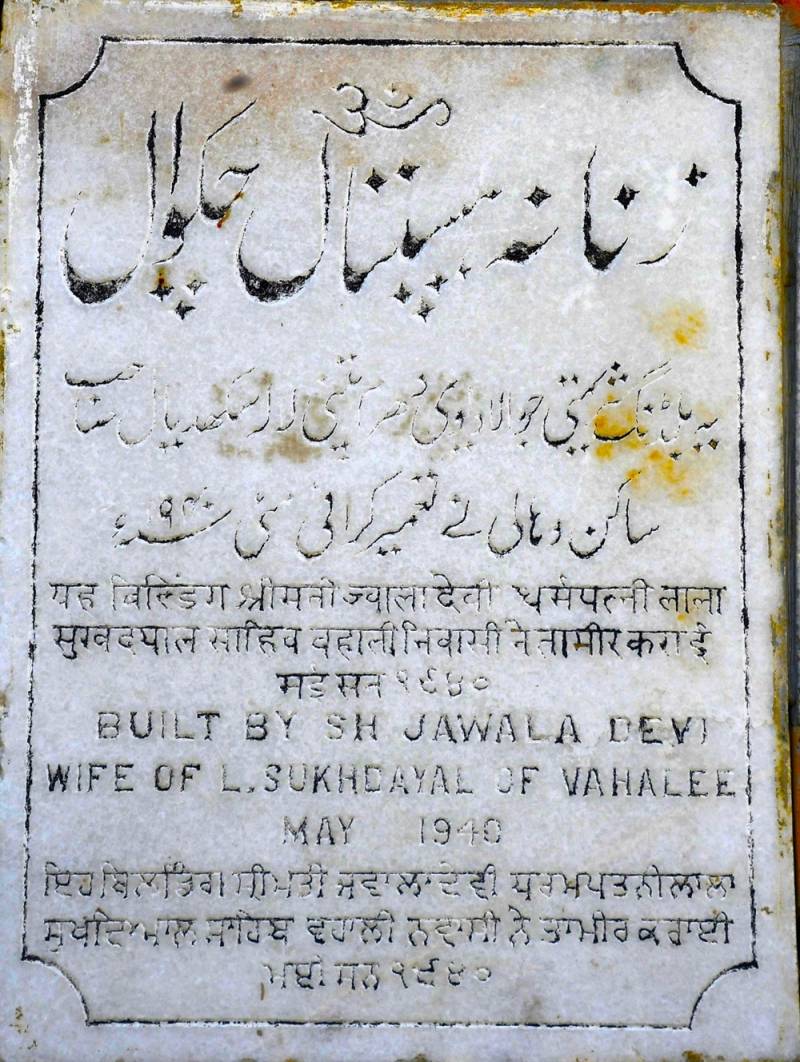 ॐ
زنانہ ہسپتال چکوال
یہ بلڈنگ شریمتی جوالا دیوی دھرم پتنی لالہ سکھدیال صاحب
ساکن وہالی نے تعمیر کرائی مئی سنہ ۱۹۴۰ء
यह बिल्डिंग श्रीमती ज्वाला देवी धर्मपत्नी लाला
सुखदयाल साहिब वहाली निवासी ने तामीर कराई
मई सन १९४०
BUILT BY SH JAWALA DEVI
WIFE OF L. SUKHDAYAL OF VAHALEE
MAY 1940
ਇਹ ਬਿਲਡਿੰਗ ਸ੍ਰੀਮਤੀ ਜਵਾਲਾ ਦੇਵੀ ਧਰਮਪਤਨੀ ਲਾਲਾ
ਸੁਖਦਿਆਲ ਸਾਹਿਬ ਵਹਾਲੀ ਨਵਾਸੀ ਨੇ ਤਾਮੀਰ ਕਰਾਈ
ਮਈ ਸਨ ੧੯੪੦